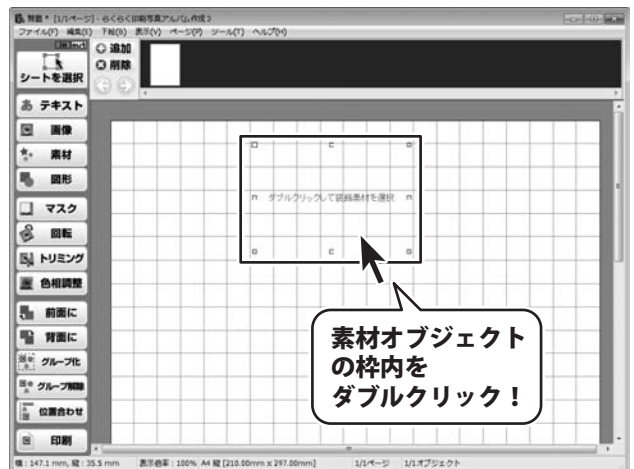 無題 * [1/1ページ] - らくらく印刷写真アルバム作成3
ファイル(F) 編集(E) 下絵(B) 表示(V) ページ(P) ツール(T) ヘルプ(H)
シートを選択
追加
削除
テキスト
画像
素材
図形
マスク
回転
トリミング
色相調整
前面に
背面に
グループ化
グループ解除
位置合わせ
印刷
ダブルクリックして装飾素材を選択
素材オブジェクト
の枠内を
ダブルクリック！
横 : 147.1 mm, 縦 : 35.5 mm 表示倍率 : 100% A4 縦 [210.00mm x 297.00mm] 1/1ページ 1/1オブジェクト